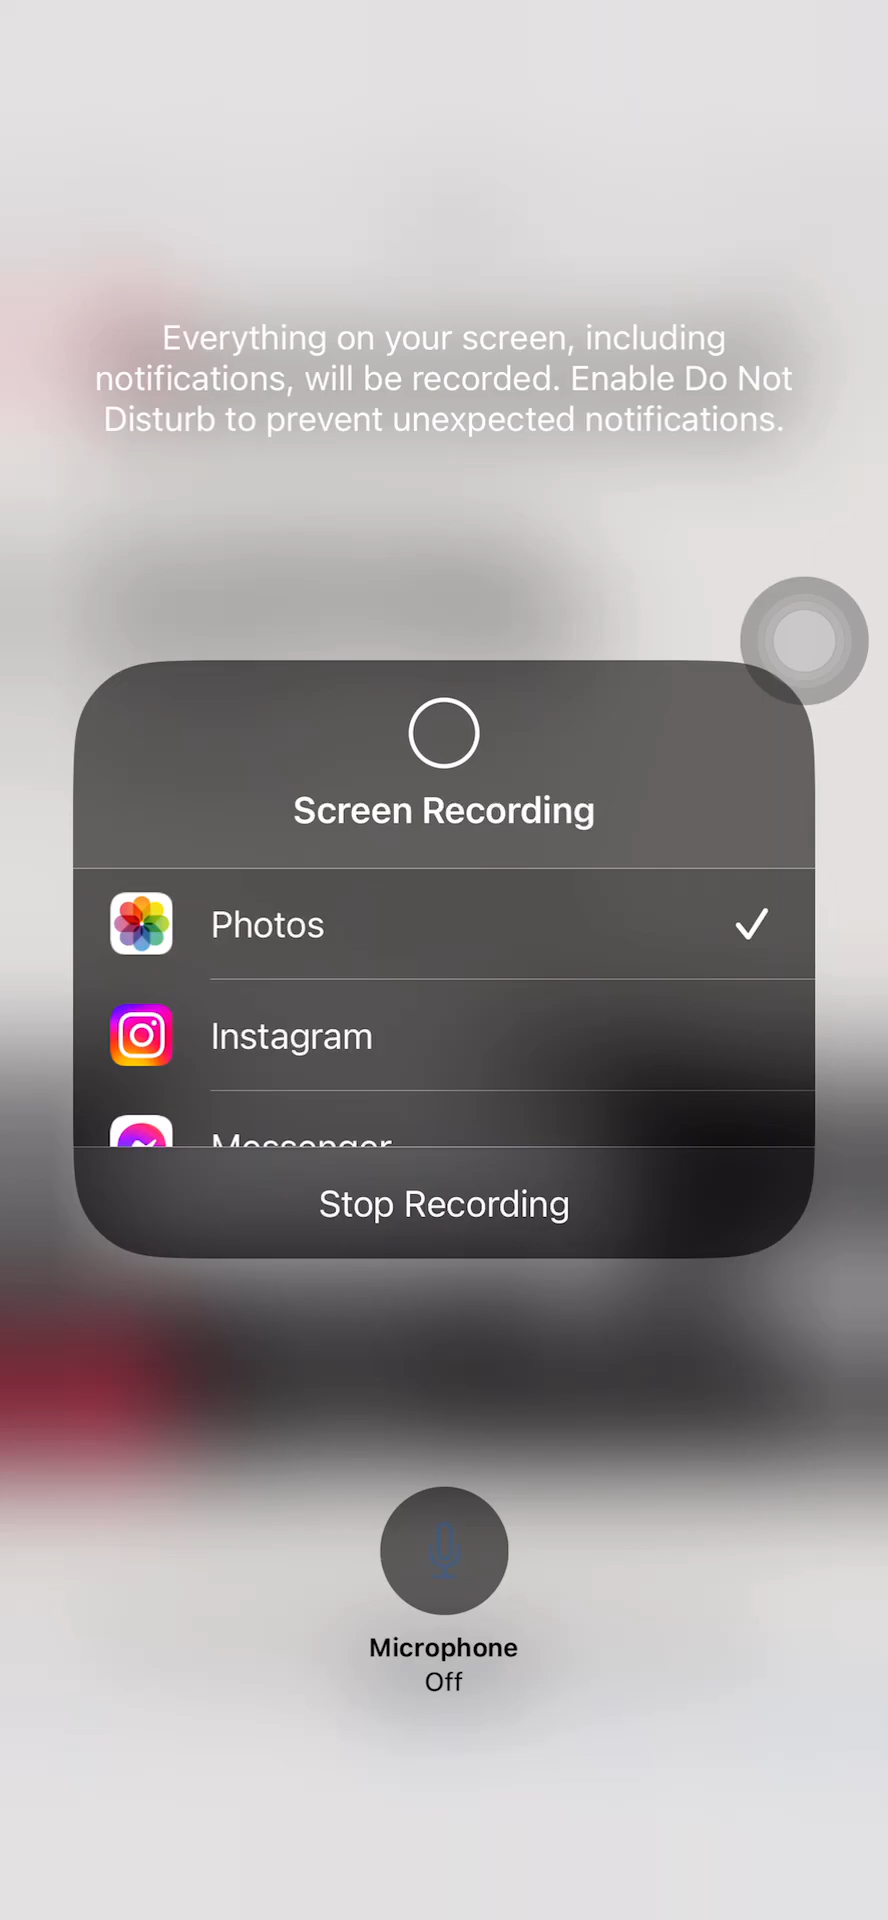 Everything on your screen, including
notifications, will be recorded. Enable Do Not
Disturb to prevent unexpected notifications.
Screen Recording
Photos
Instagram
Messenger
Stop Recording
Microphone
Off